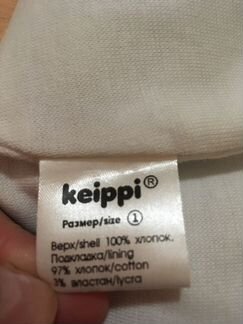 keippi®
Размер/size ①
Верх/shell 100% хлопок.
Подкладка/lining
97% хлопок/cotton
3% эластан/lycra